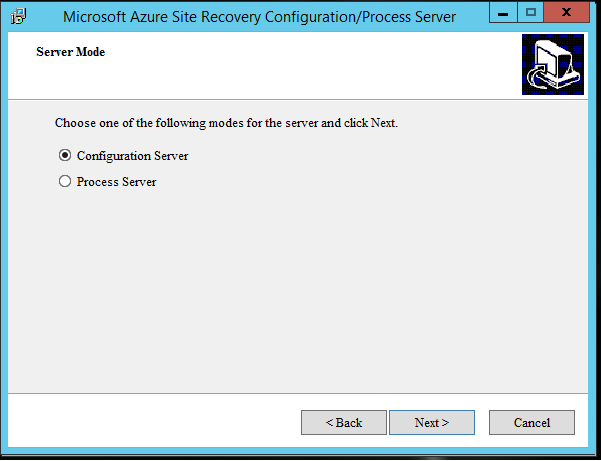 Microsoft Azure Site Recovery Configuration/Process Server
Server Mode
Choose one of the following modes for the server and click Next.
Configuration Server
Process Server
< Back
Next >
Cancel